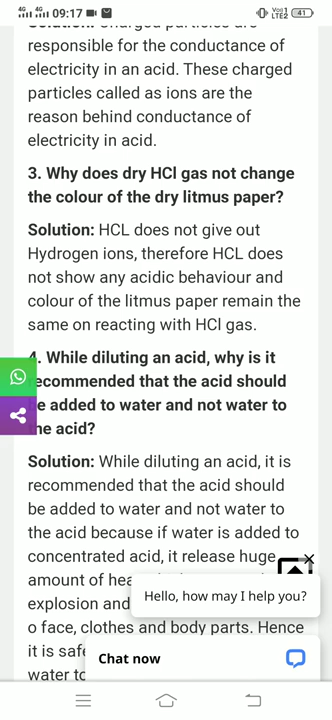 4G 4G 09:17 Vo) 1 LTE2 41
responsible for the conductance of
electricity in an acid. These charged
particles called as ions are the
reason behind conductance of
electricity in acid.
3. Why does dry HCl gas not change
the colour of the dry litmus paper?
Solution: HCL does not give out
Hydrogen ions, therefore HCL does
not show any acidic behaviour and
colour of the litmus paper remain the
same on reacting with HCl gas.
4. While diluting an acid, why is it
recommended that the acid should
be added to water and not water to
the acid?
Solution: While diluting an acid, it is
recommended that the acid should
be added to water and not water to
the acid because if water is added to
concentrated acid, it release huge
amount of
explosion and
Hello, how may I help you?
o face, clothes and body parts. Hence
it is
Chat now
water